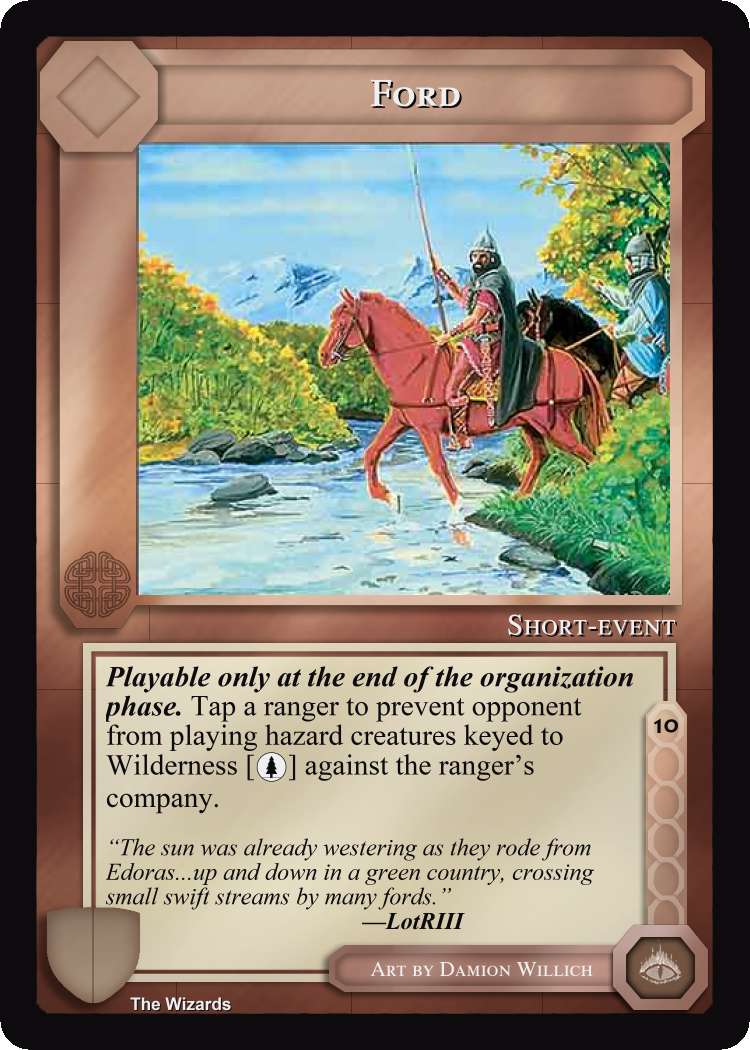 Ford
Short-event
Playable only at the end of the organization
phase. Tap a ranger to prevent opponent
from playing hazard creatures keyed to
Wilderness [ ] against the ranger's
company.
10
“The sun was already westering as they rode from
Edoras...up and down in a green country, crossing
small swift streams by many fords.”
—LotRIII
Art by Damion Willich
The Wizards